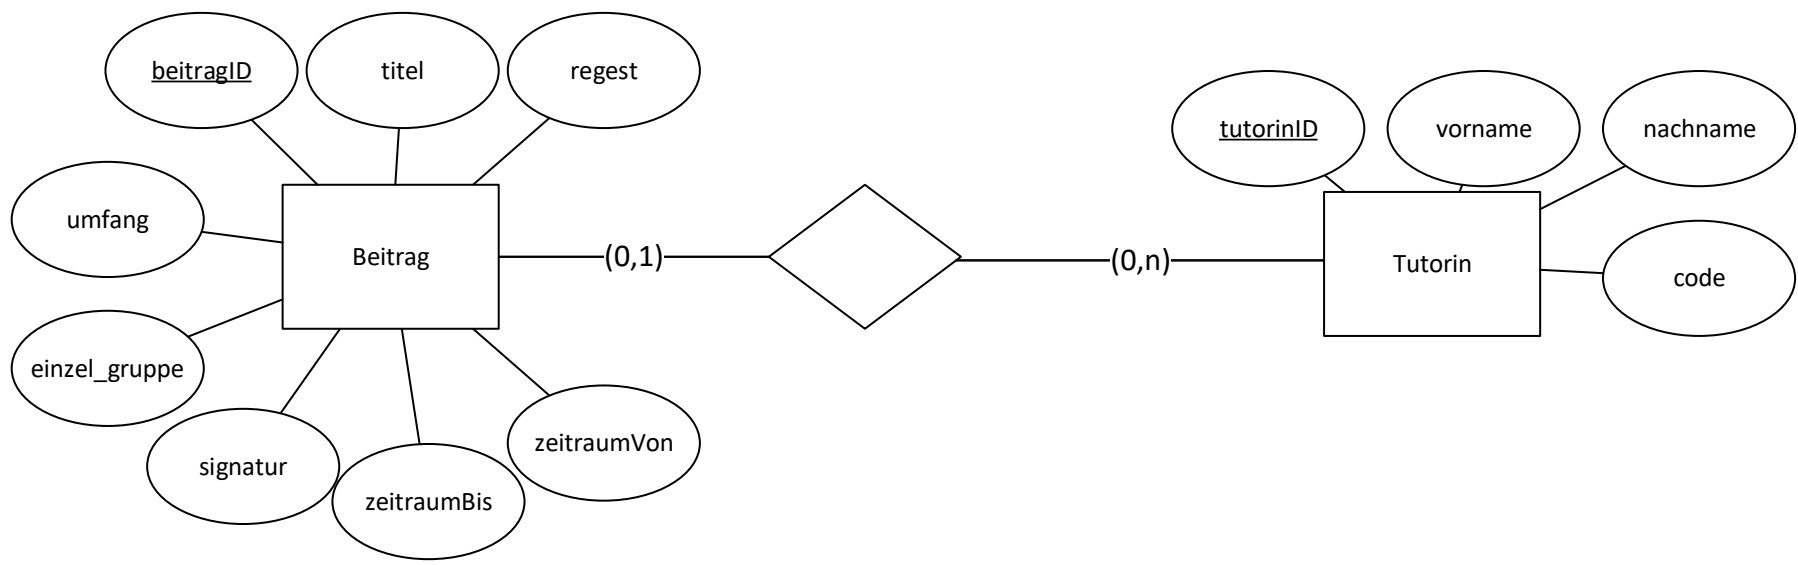 beitragID
titel
regest
tutorinID
vorname
nachname
umfang
Beitrag
(0,1)
(0,n)
Tutorin
code
einzel_gruppe
signatur
zeitraumBis
zeitraumVon